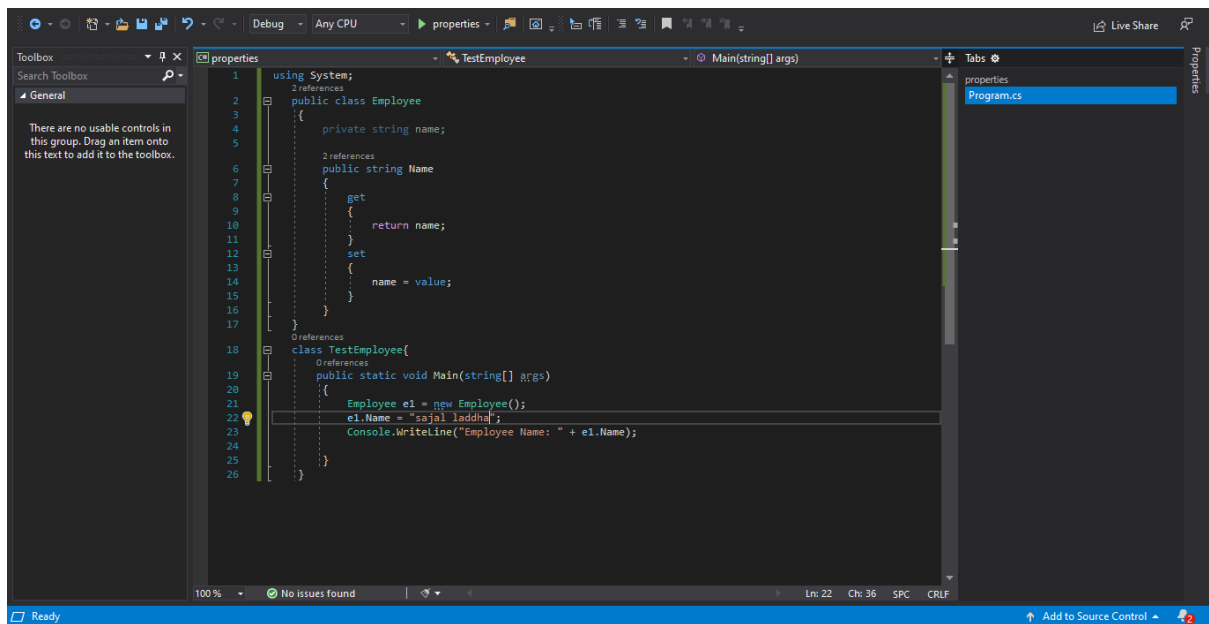 Debug Any CPU properties Live Share
Toolbox
Search Toolbox
General
There are no usable controls in
this group. Drag an item onto
this text to add it to the toolbox.
properties TestEmployee Main(string[] args)
1 using System;
2 references
2 public class Employee
3 {
4 private string name;
5
2 references
6 public string Name
7 {
8 get
9 {
10 return name;
11 }
12 set
13 {
14 name = value;
15 }
16 }
17 }
0 references
18 class TestEmployee{
0 references
19 public static void Main(string[] args)
20 {
21 Employee e1 = new Employee();
22 e1.Name = "sajal laddha";
23 Console.WriteLine("Employee Name: " + e1.Name);
24
25 }
26 }
100 % No issues found Ln: 22 Ch: 36 SPC CRLF
Tabs
properties
Program.cs
Properties
Ready Add to Source Control 2